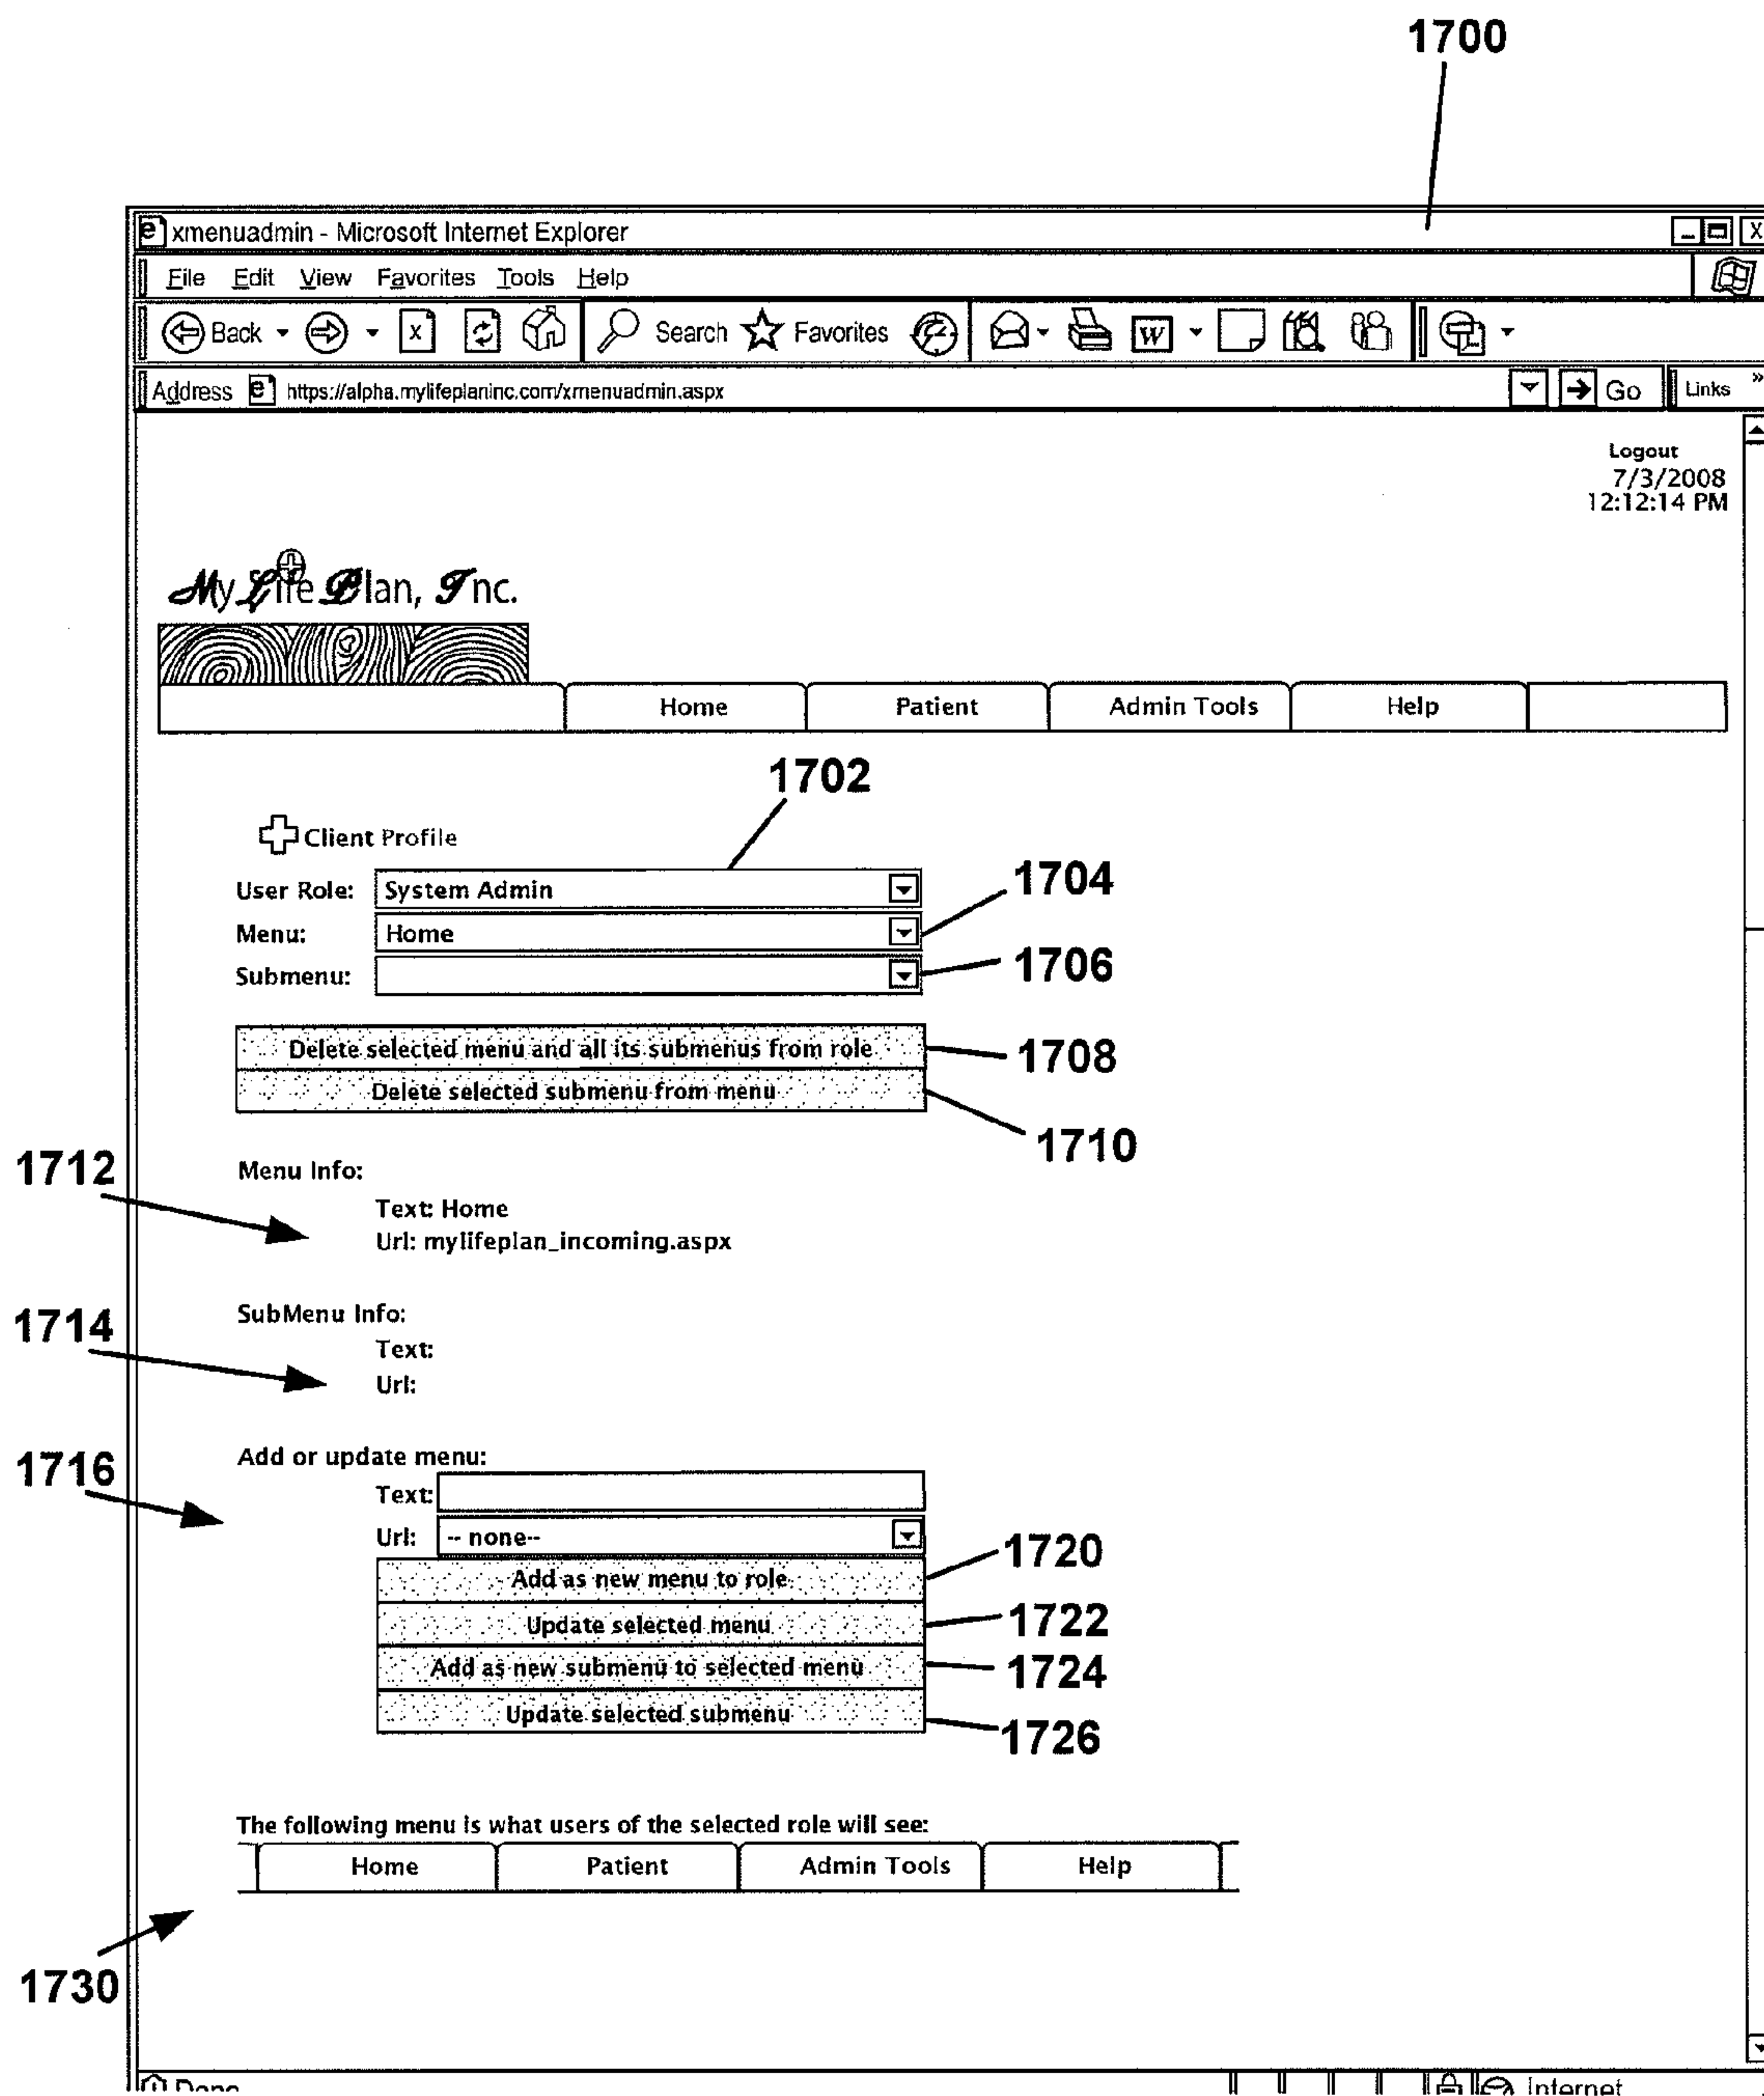 1700
xmenuadmin - Microsoft Internet Explorer
File Edit View Favorites Tools Help
Back Search Favorites W
Address https://alpha.mylifeplaninc.com/xmenuadmin.aspx Go Links »
Logout
7/3/2008
12:12:14 PM
My Life Plan, Inc.
Home Patient Admin Tools Help
1702
Client Profile
User Role: System Admin
1704
Menu: Home
1706
Submenu:
Delete selected menu and all its submenus from role 1708
Delete selected submenu from menu
1710
1712
Menu Info:
Text: Home
Url: mylifeplan_incoming.aspx
SubMenu Info:
1714
Text:
Url:
Add or update menu:
1716
Text:
Url: -- none--
1720
Add as new menu to role
Update selected menu 1722
Add as new submenu to selected menu 1724
Update selected submenu
1726
The following menu is what users of the selected role will see:
Home Patient Admin Tools Help
1730
Done Internet